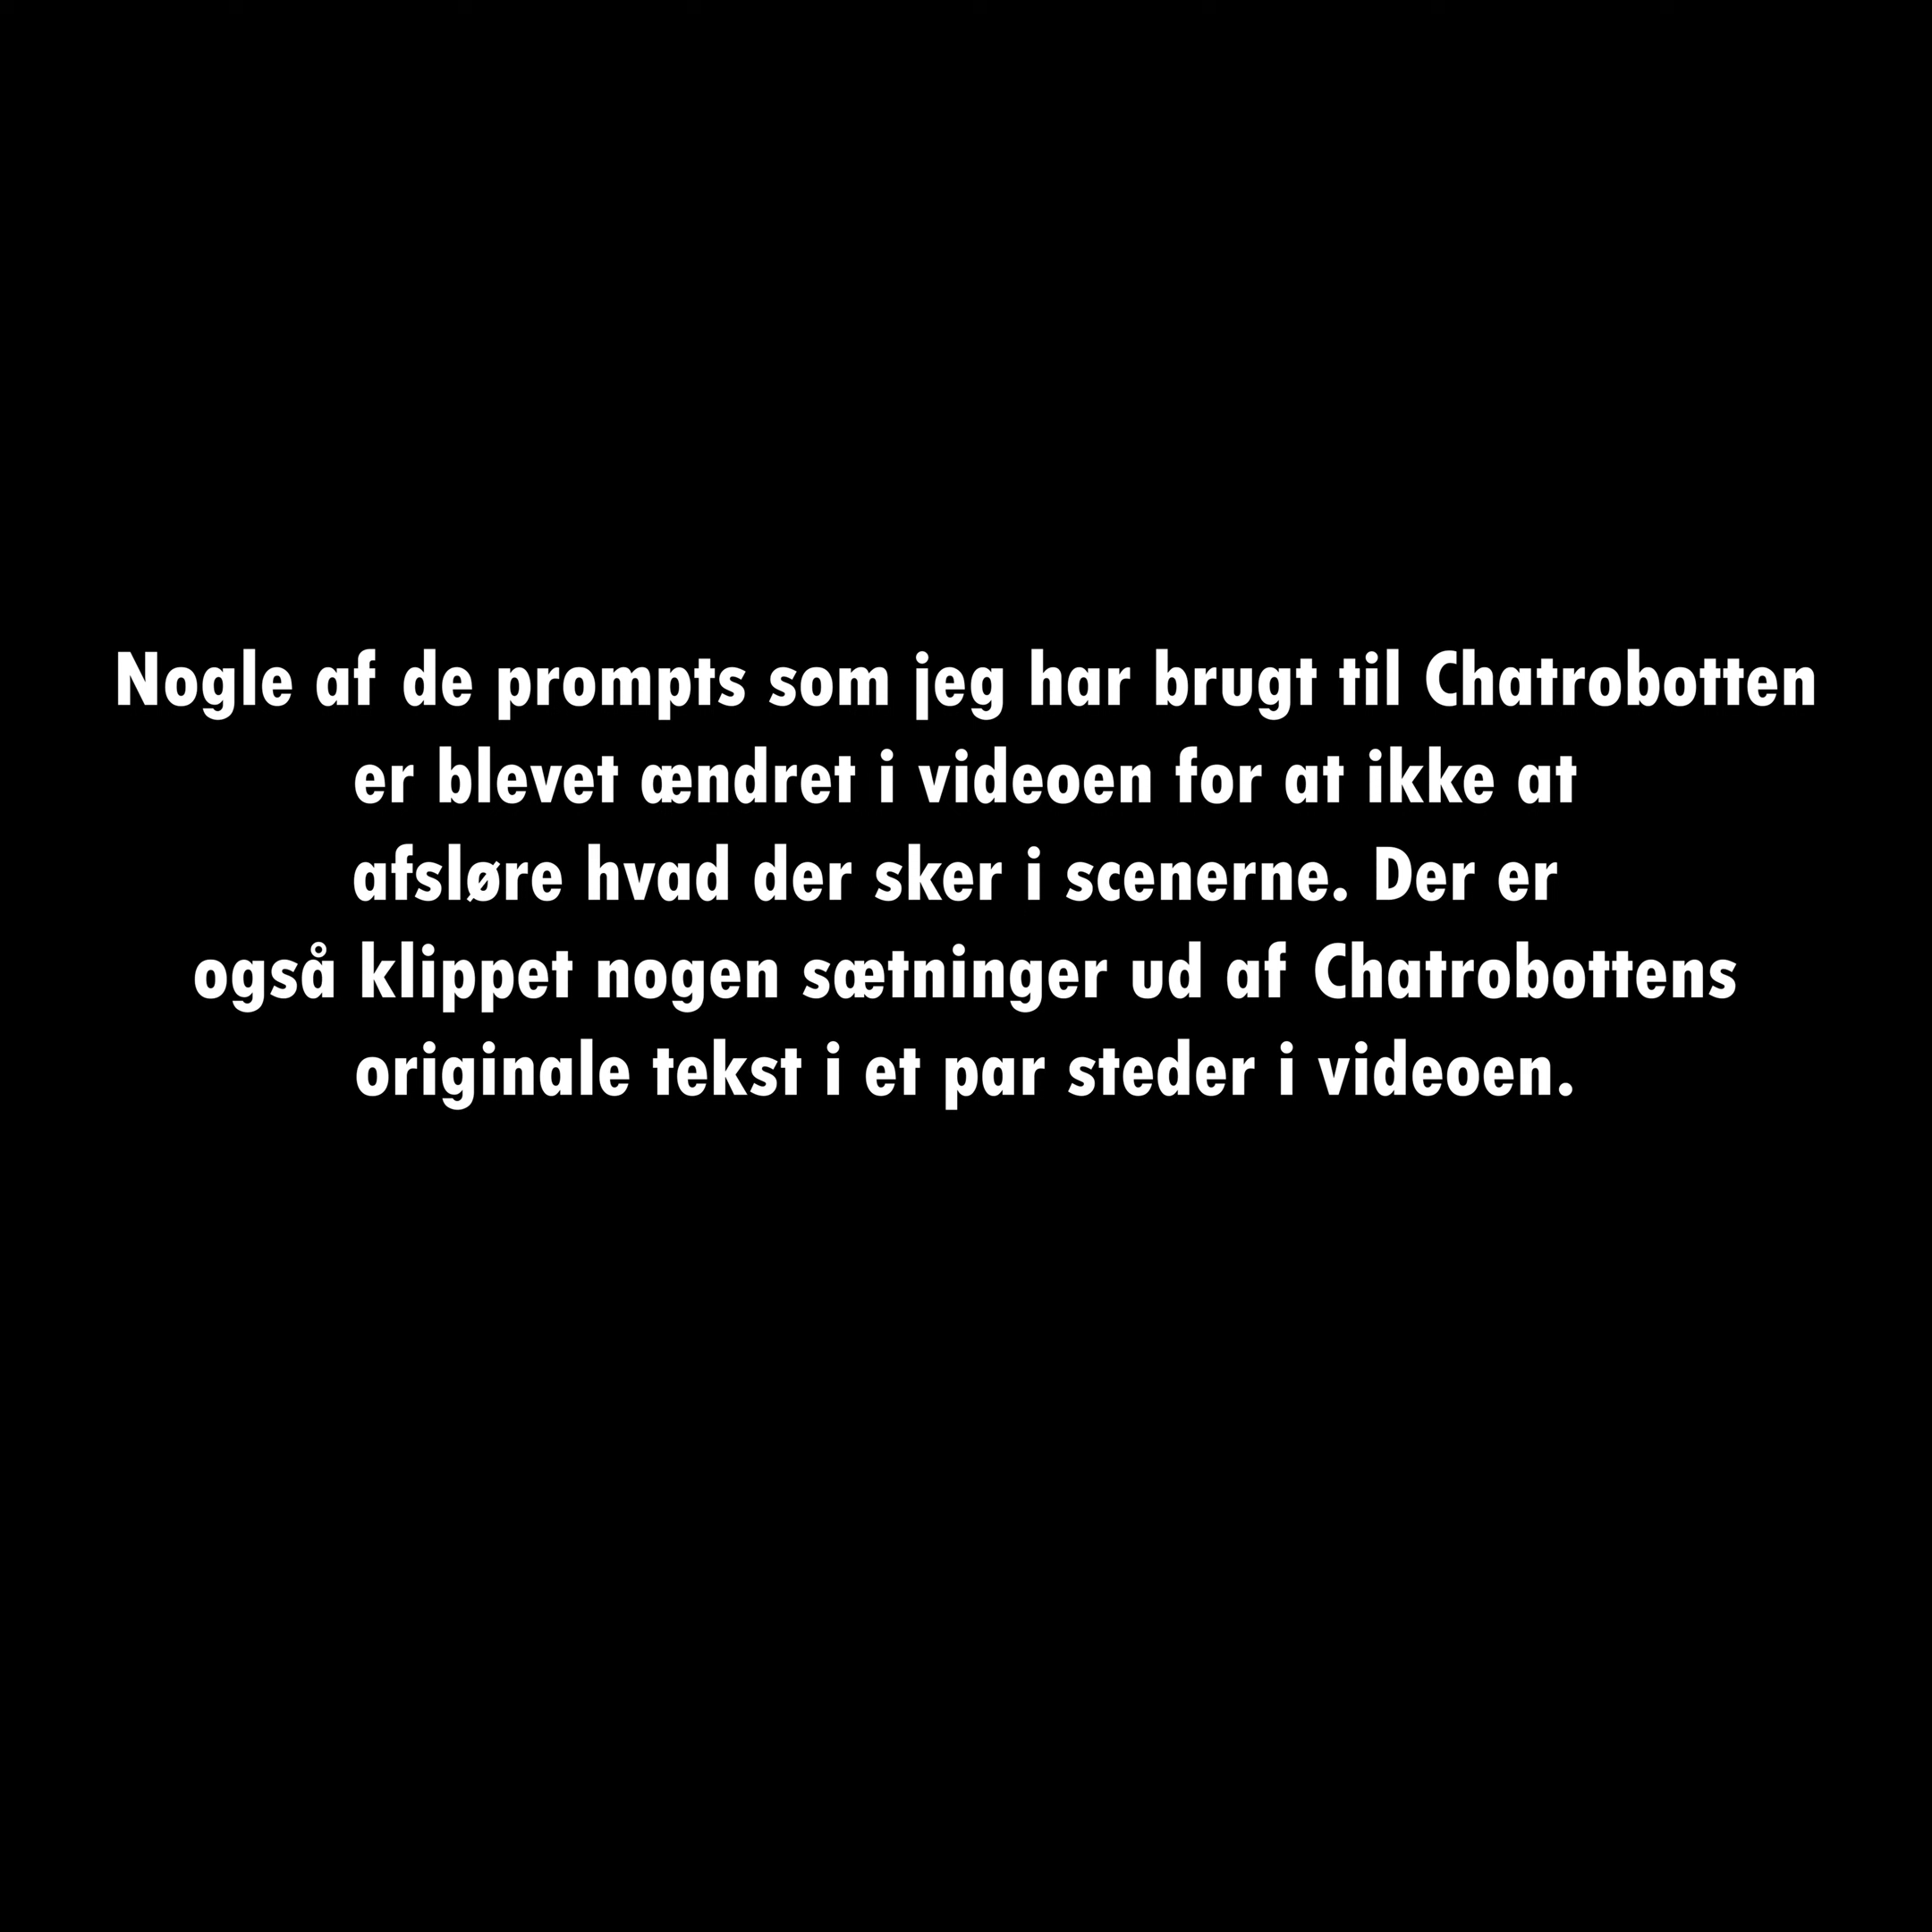 Nogle af de prompts som jeg har brugt til Chatrobotten
er blevet ændret i videoen for at ikke at
afsløre hvad der sker i scenerne. Der er
også klippet nogen sætninger ud af Chatrobottens
originale tekst i et par steder i videoen.